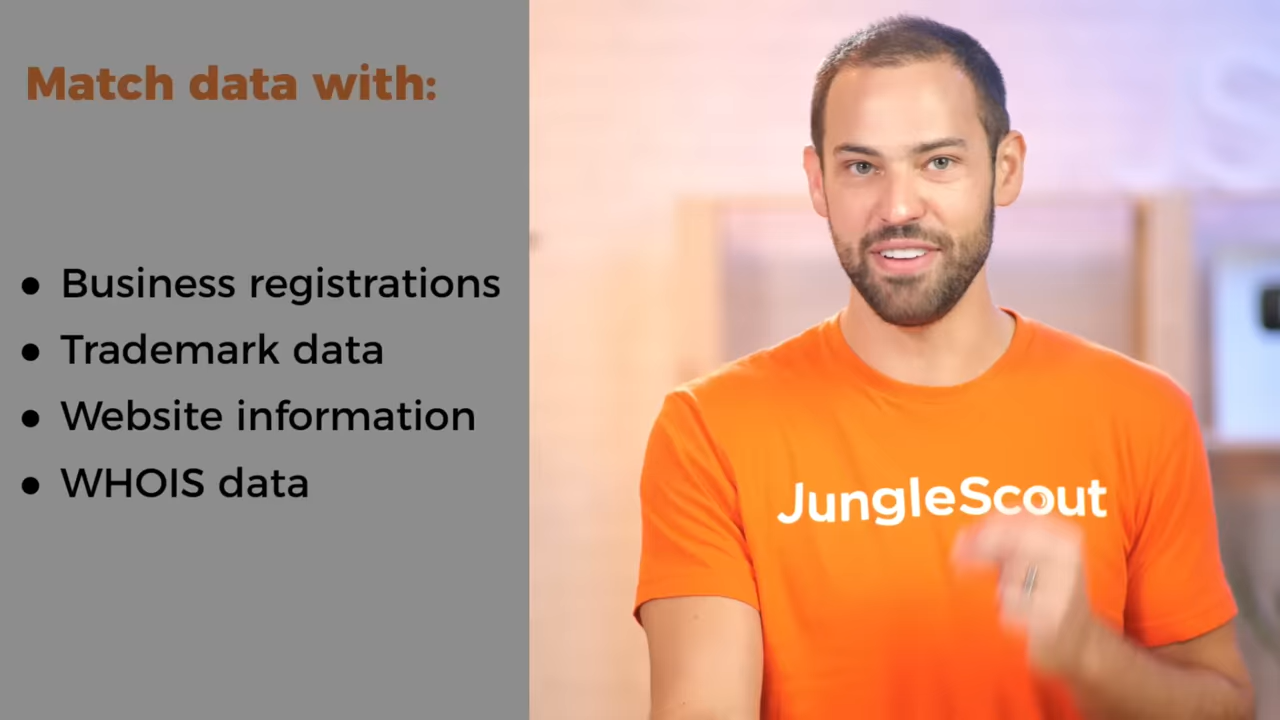 Match data with:
● Business registrations
● Trademark data
● Website information
● WHOIS data
JungleScout